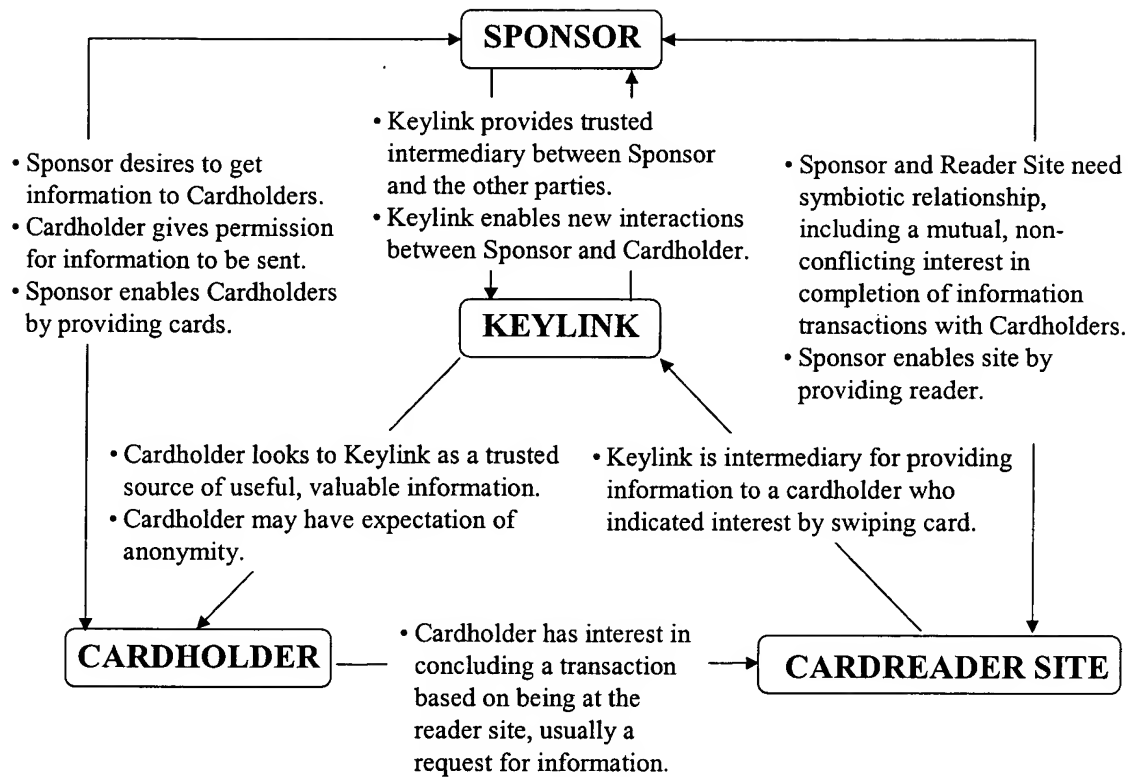 SPONSOR
• Keylink provides trusted
intermediary between Sponsor
and the other parties.
• Keylink enables new interactions
between Sponsor and Cardholder.
• Sponsor desires to get
information to Cardholders.
• Cardholder gives permission
for information to be sent.
• Sponsor enables Cardholders
by providing cards.
• Sponsor and Reader Site need
symbiotic relationship,
including a mutual, non-
conflicting interest in
completion of information
transactions with Cardholders.
• Sponsor enables site by
providing reader.
KEYLINK
• Cardholder looks to Keylink as a trusted
source of useful, valuable information.
• Cardholder may have expectation of
anonymity.
• Keylink is intermediary for providing
information to a cardholder who
indicated interest by swiping card.
CARDHOLDER
• Cardholder has interest in
concluding a transaction
based on being at the
reader site, usually a
request for information.
CARDREADER SITE